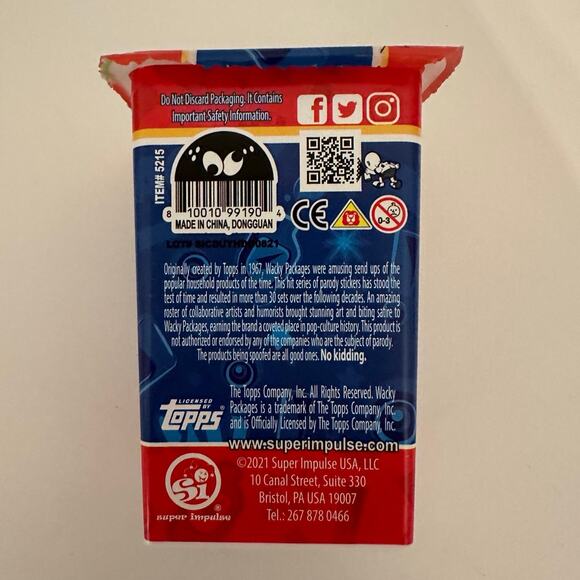 Do Not Discard Packaging. It Contains
Important Safety Information.
ITEM# 5215
8 10010 99190 4
MADE IN CHINA, DONGGUAN
0-3
Originally created by Topps in 1967, Wacky Packages were amusing send ups of the
popular household products of the time. This hit series of parody stickers has stood the
test of time and resulted in more than 30 sets over the following decades. An amazing
roster of collaborative artists and humorists brought stunning art and biting satire to
Wacky Packages, earning the brand a coveted place in pop-culture history. This product is
not authorized or endorsed by any of the companies who are the subject of parody.
The products being spoofed are all good ones. No kidding.
LICENSED
BY
topps
The Topps Company, Inc. All Rights Reserved. Wacky
Packages is a trademark of The Topps Company, Inc.
and is Officially Licensed by The Topps Company, Inc.
www.superimpulse.com
©2021 Super Impulse USA, LLC
10 Canal Street, Suite 330
Bristol, PA USA 19007
Tel.: 267 878 0466
Si
super impulse